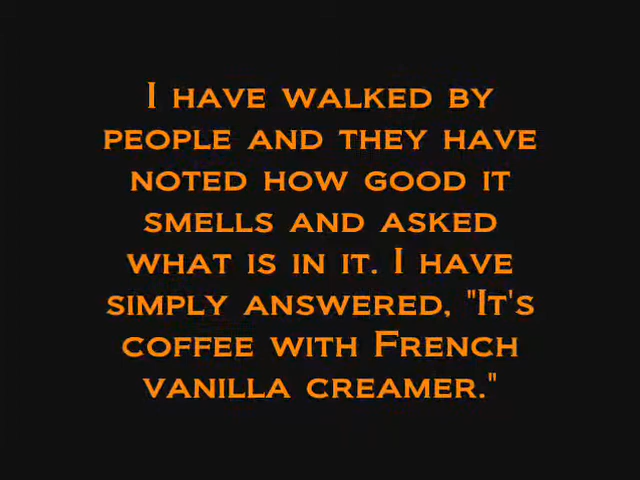 I have walked by
people and they have
noted how good it
smells and asked
what is in it. I have
simply answered, "It's
coffee with French
vanilla creamer."